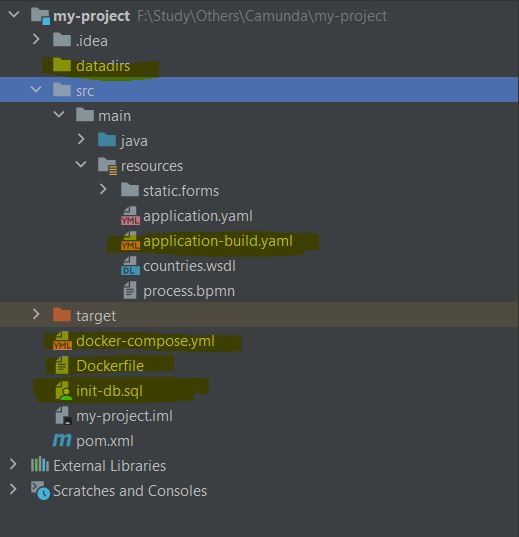 my-project F:\Study\Others\Camunda\my-project
.idea
datadirs
src
main
java
resources
static.forms
YML application.yaml
YML application-build.yaml
DL countries.wsdl
process.bpmn
target
YML docker-compose.yml
Dockerfile
init-db.sql
my-project.iml
m pom.xml
External Libraries
Scratches and Consoles